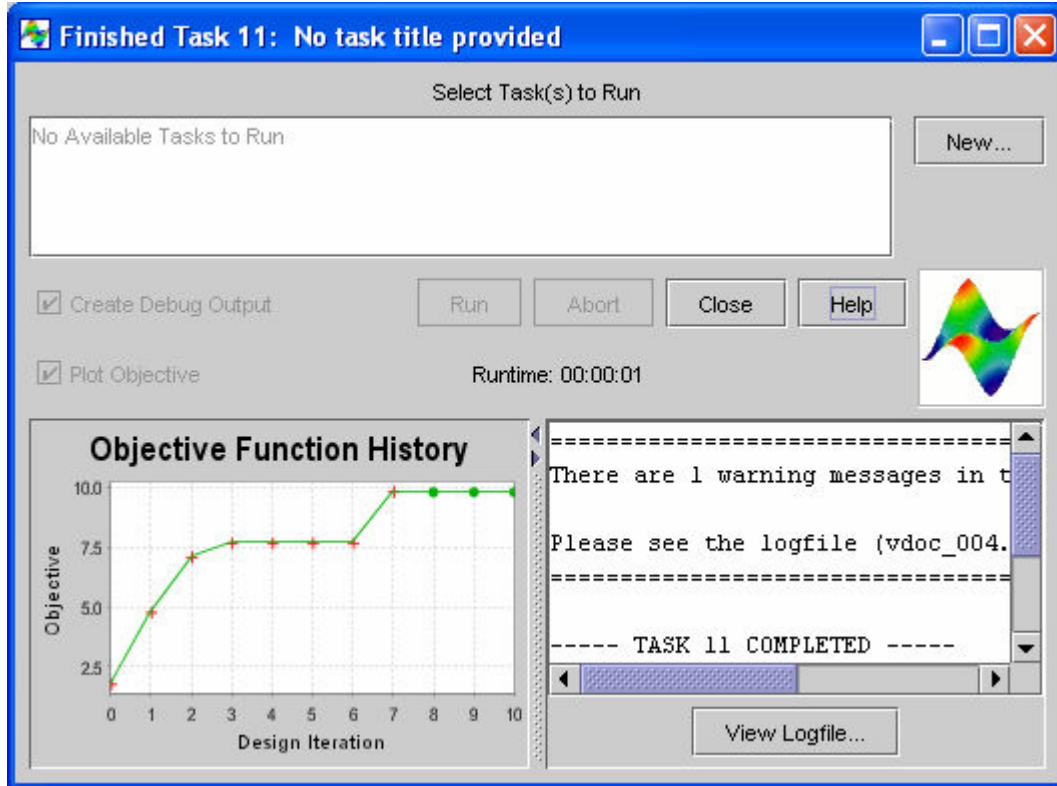 Finished Task 11: No task title provided
Select Task(s) to Run
No Available Tasks to Run
New...
Create Debug Output
Run
Abort
Close
Help
Plot Objective
Runtime: 00:00:01
Objective Function History
10.0
7.5
5.0
2.5
Objective
0 1 2 3 4 5 6 7 8 9 10
Design Iteration
=================================
There are 1 warning messages in t
Please see the logfile (vdoc_004.
=================================
----- TASK 11 COMPLETED -----
View Logfile...